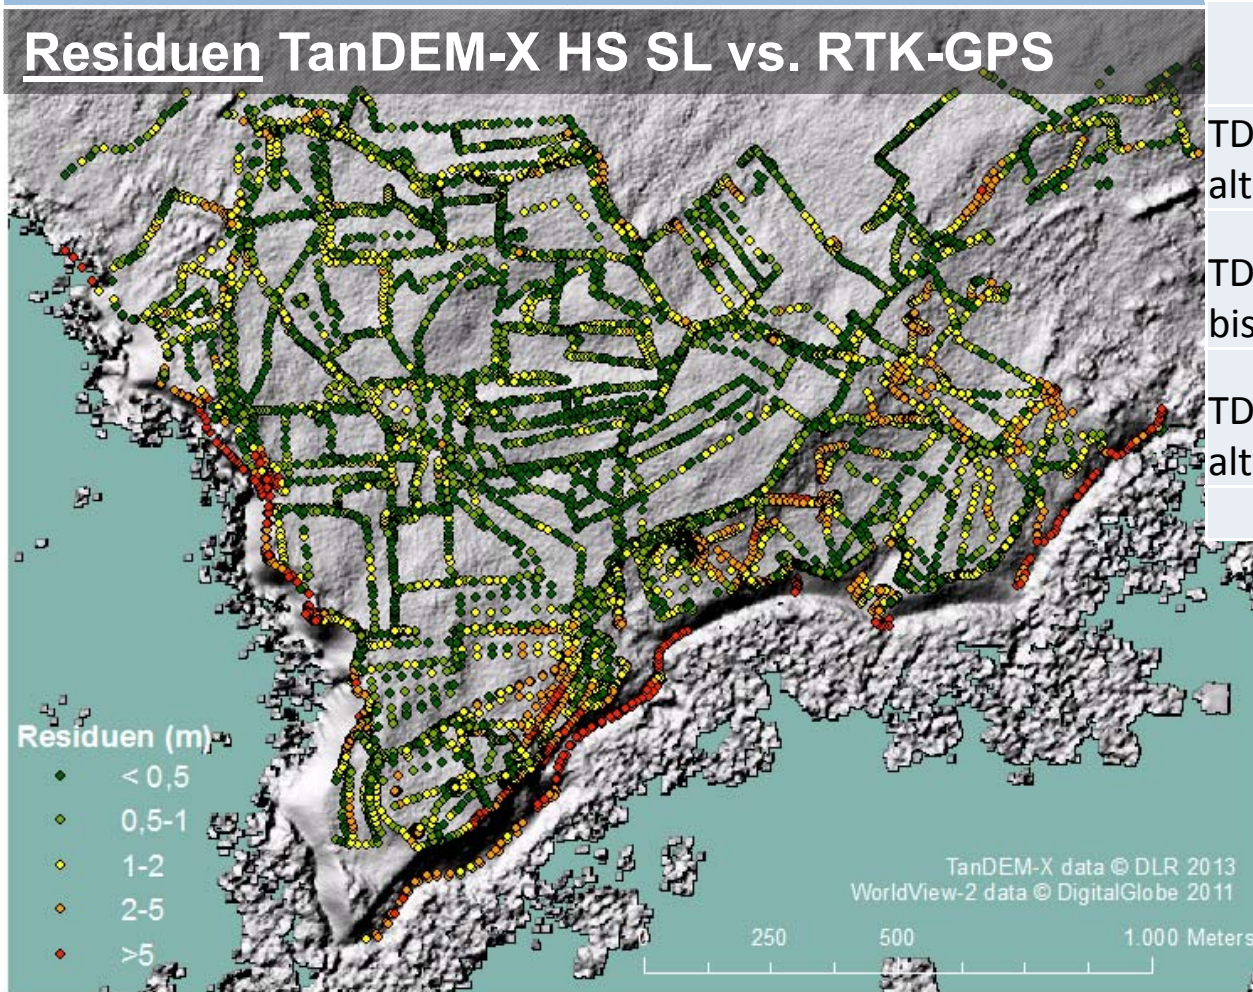 Residuen TanDEM-X HS SL vs. RTK-GPS
TD
alt
TD
bis
TD
alt
Residuen (m)
< 0,5
0,5-1
1-2
2-5
>5
TanDEM-X data © DLR 2013
WorldView-2 data © DigitalGlobe 2011
0 250 500 1.000 Meters